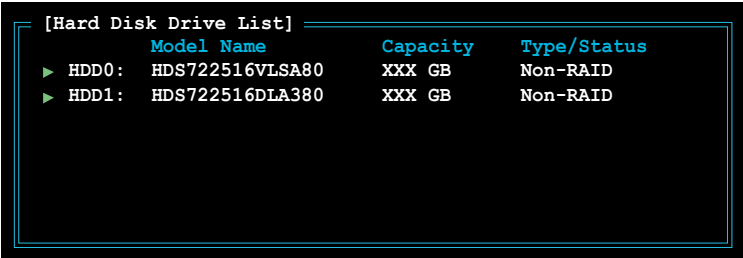 [Hard Disk Drive List]
Model Name Capacity Type/Status
HDD0: HDS722516VLSA80 XXX GB Non-RAID
HDD1: HDS722516DLA380 XXX GB Non-RAID